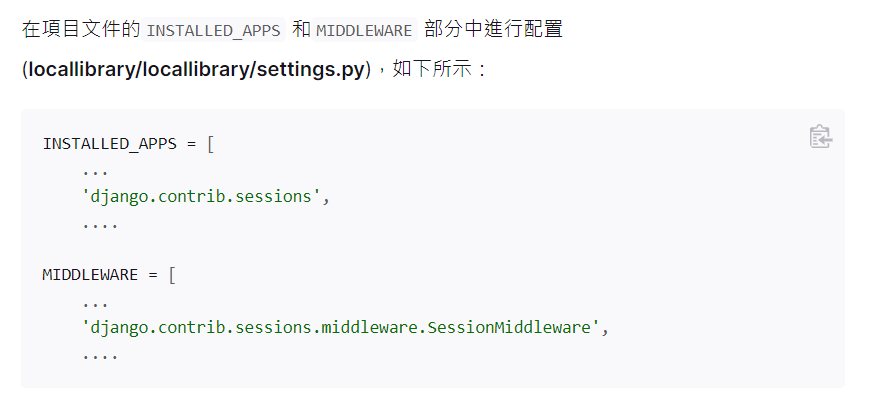 在項目文件的 INSTALLED_APPS 和 MIDDLEWARE 部分中進行配置
(locallibrary/locallibrary/settings.py)，如下所示：
INSTALLED_APPS = [
    ...
    'django.contrib.sessions',
    ....
MIDDLEWARE = [
    ...
    'django.contrib.sessions.middleware.SessionMiddleware',
    ....